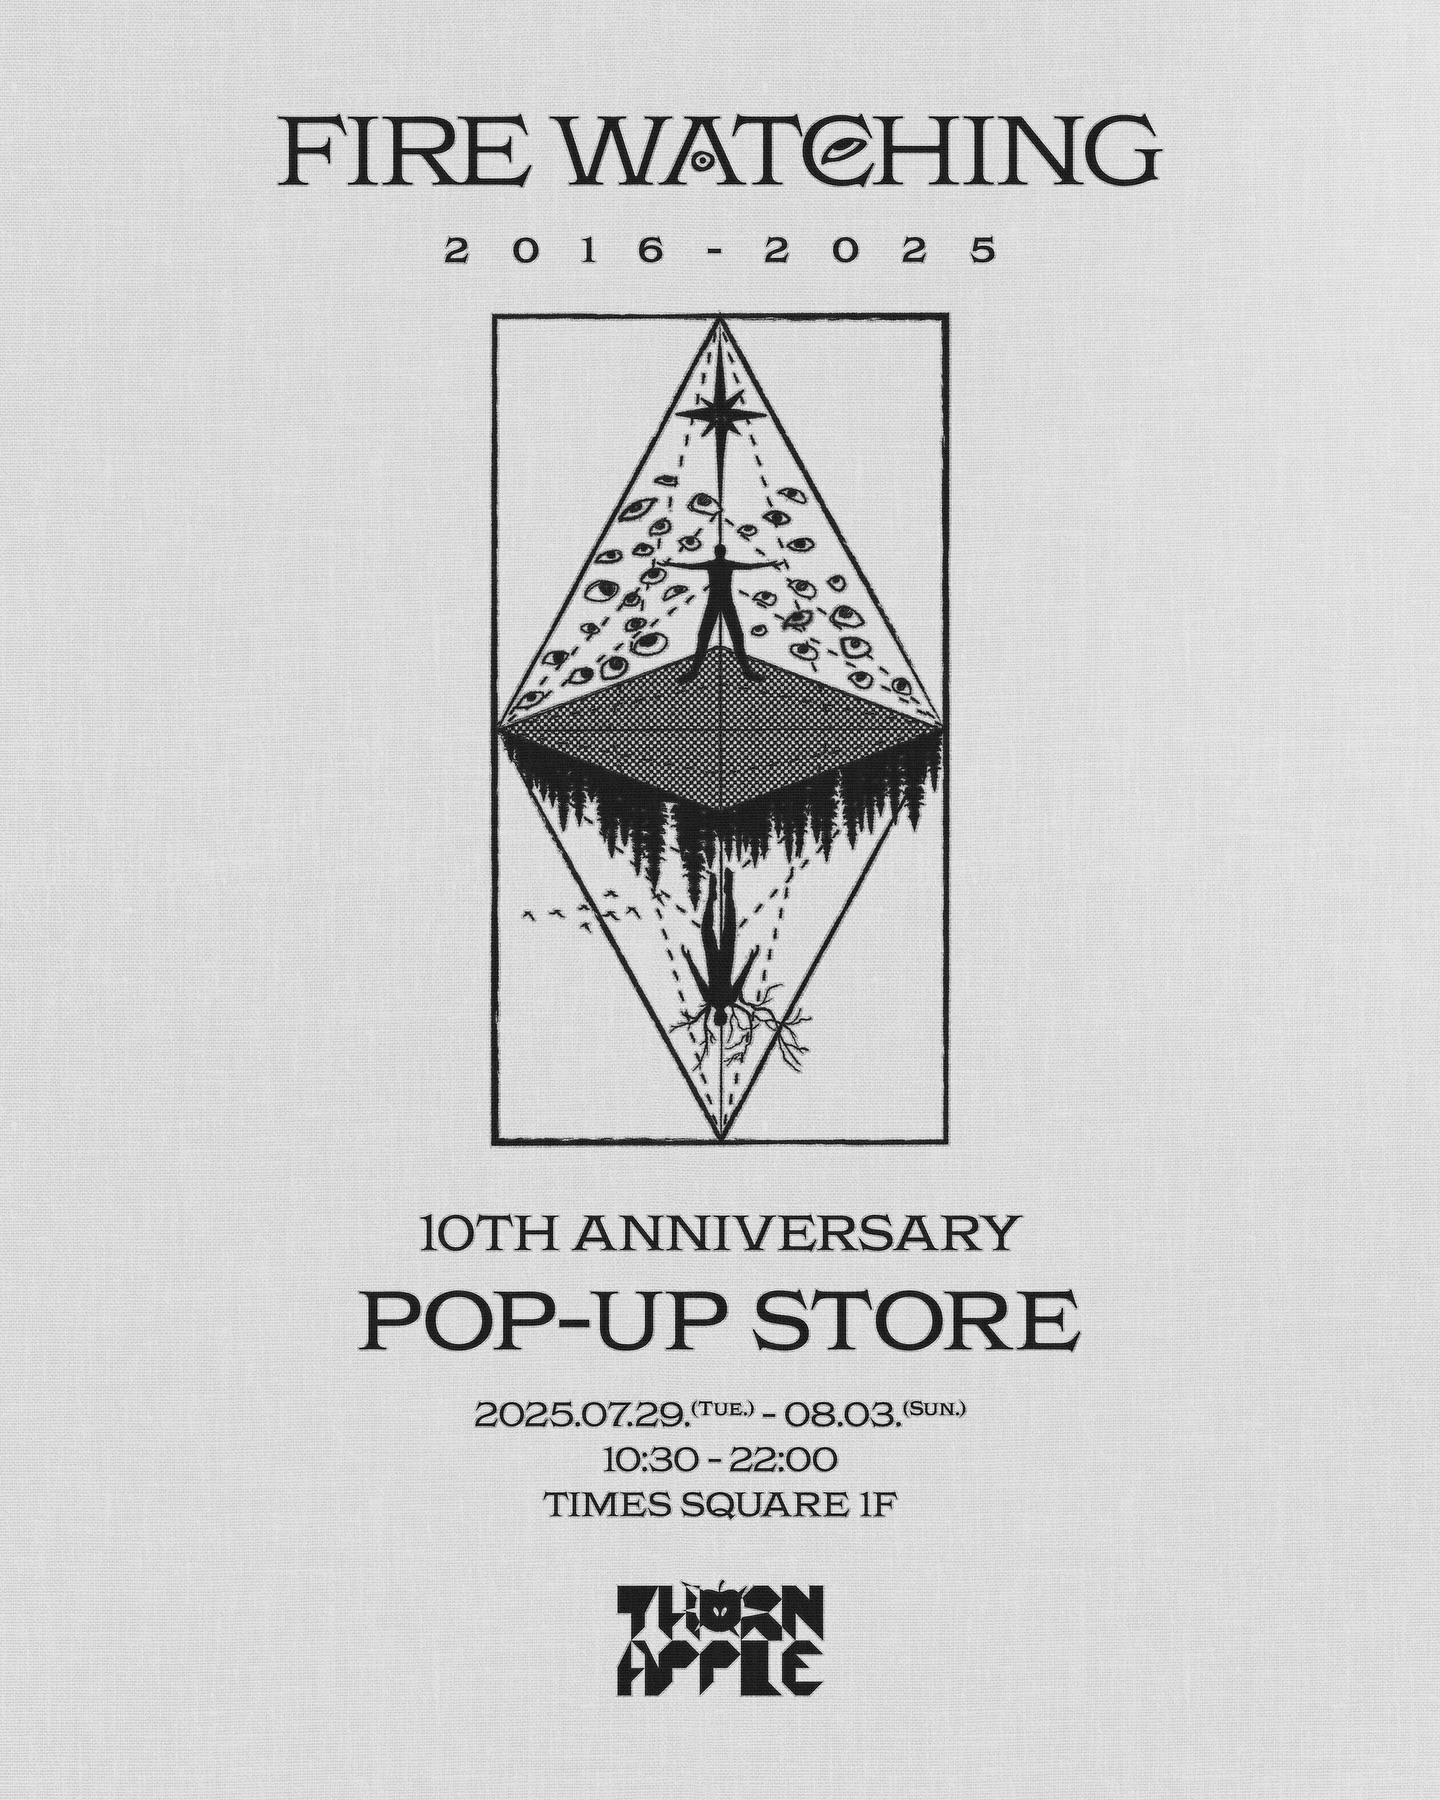 FIRE WATCHING
2016-2025
10TH ANNIVERSARY
POP-UP STORE
2025.07.29.(TUE.) - 08.03.(SUN.)
10:30 - 22:00
TIMES SQUARE 1F
THORN
APPLE